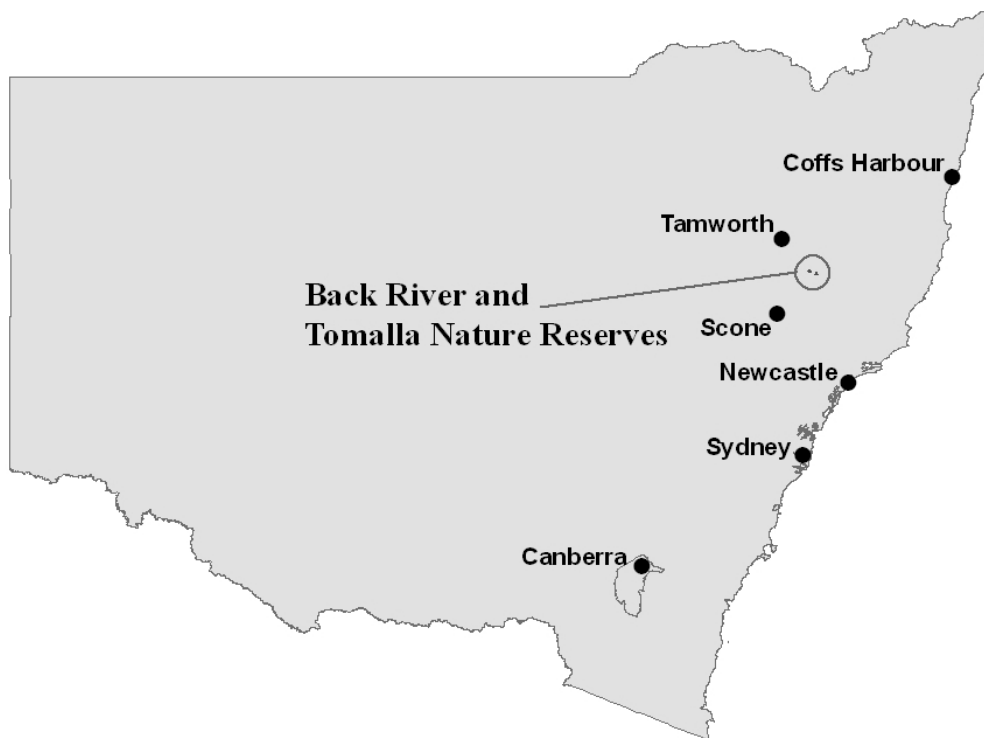 Coffs Harbour
Tamworth
Back River and
Tomalla Nature Reserves
Scone
Newcastle
Sydney
Canberra